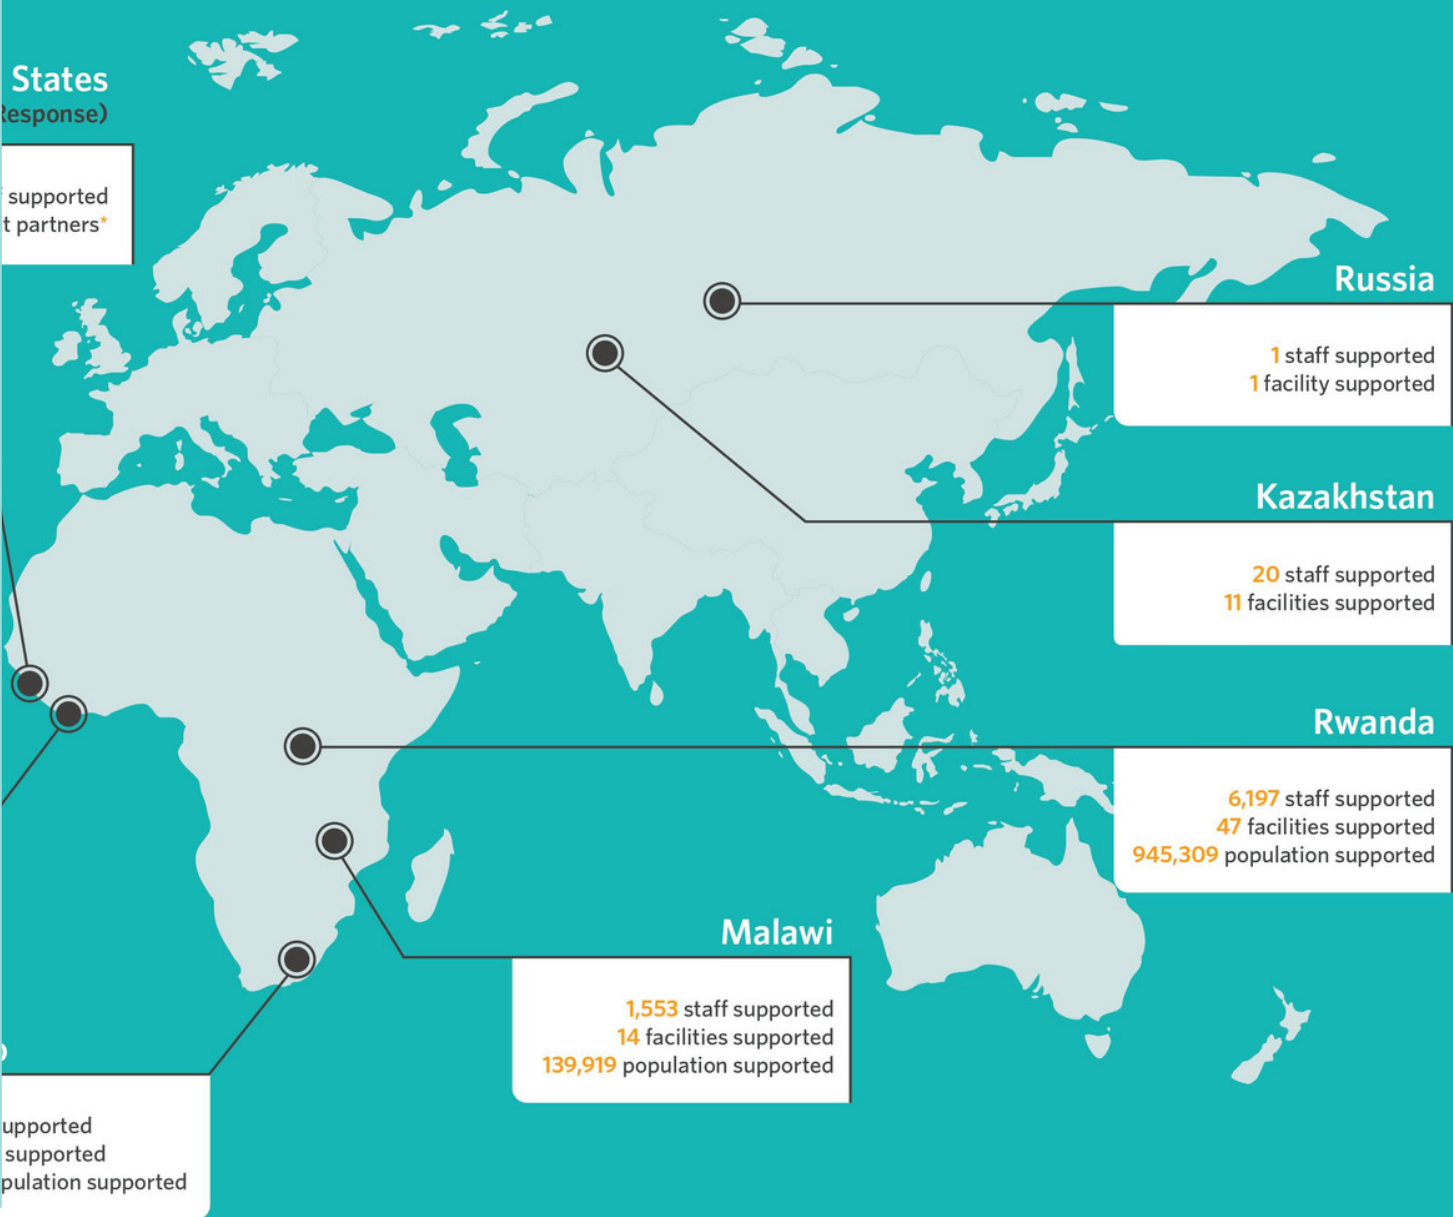 States
Response)
supported
t partners*
Russia
1 staff supported
1 facility supported
Kazakhstan
20 staff supported
11 facilities supported
Rwanda
6,197 staff supported
47 facilities supported
945,309 population supported
Malawi
1,553 staff supported
14 facilities supported
139,919 population supported
upported
supported
pulation supported